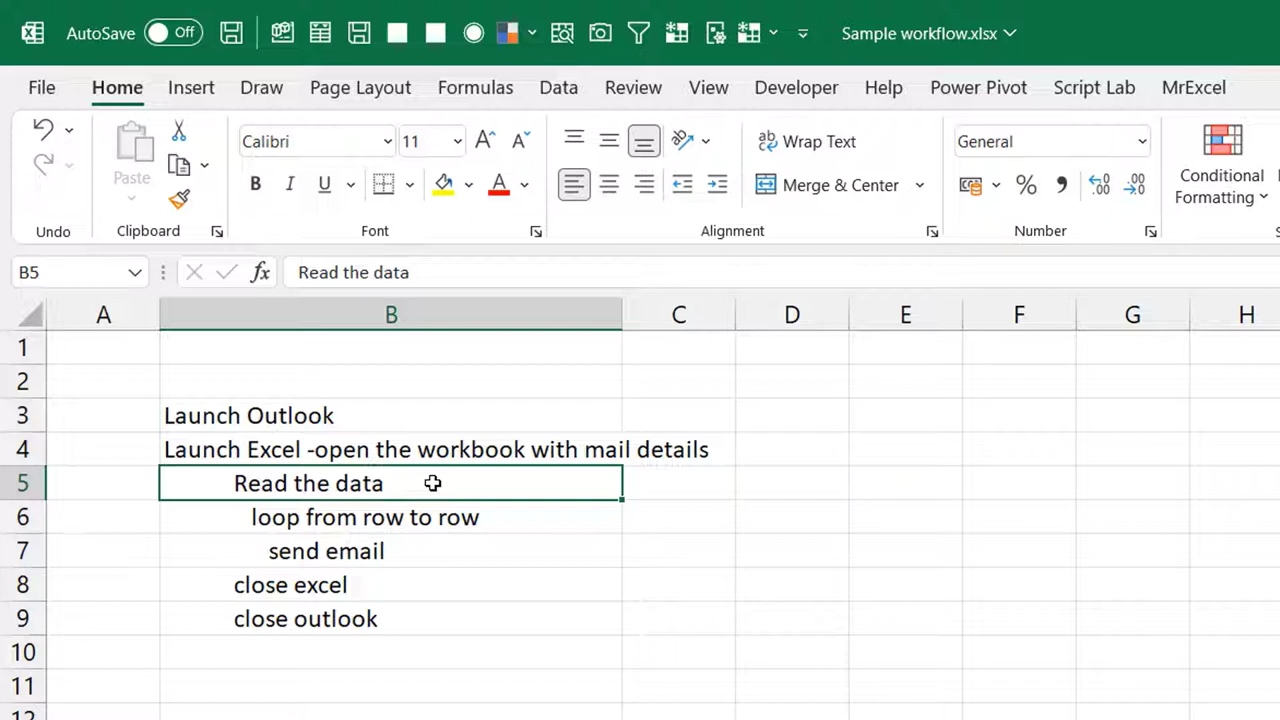 AutoSave Off Sample workflow.xlsx
File Home Insert Draw Page Layout Formulas Data Review View Developer Help Power Pivot Script Lab MrExcel
Calibri 11 Wrap Text General
Paste B I U Merge & Center % Conditional Formatting
Undo Clipboard Font Alignment Number
B5 fx Read the data
A B C D E F G H
1
2
3 Launch Outlook
4 Launch Excel -open the workbook with mail details
5 Read the data
6 loop from row to row
7 send email
8 close excel
9 close outlook
10
11
12